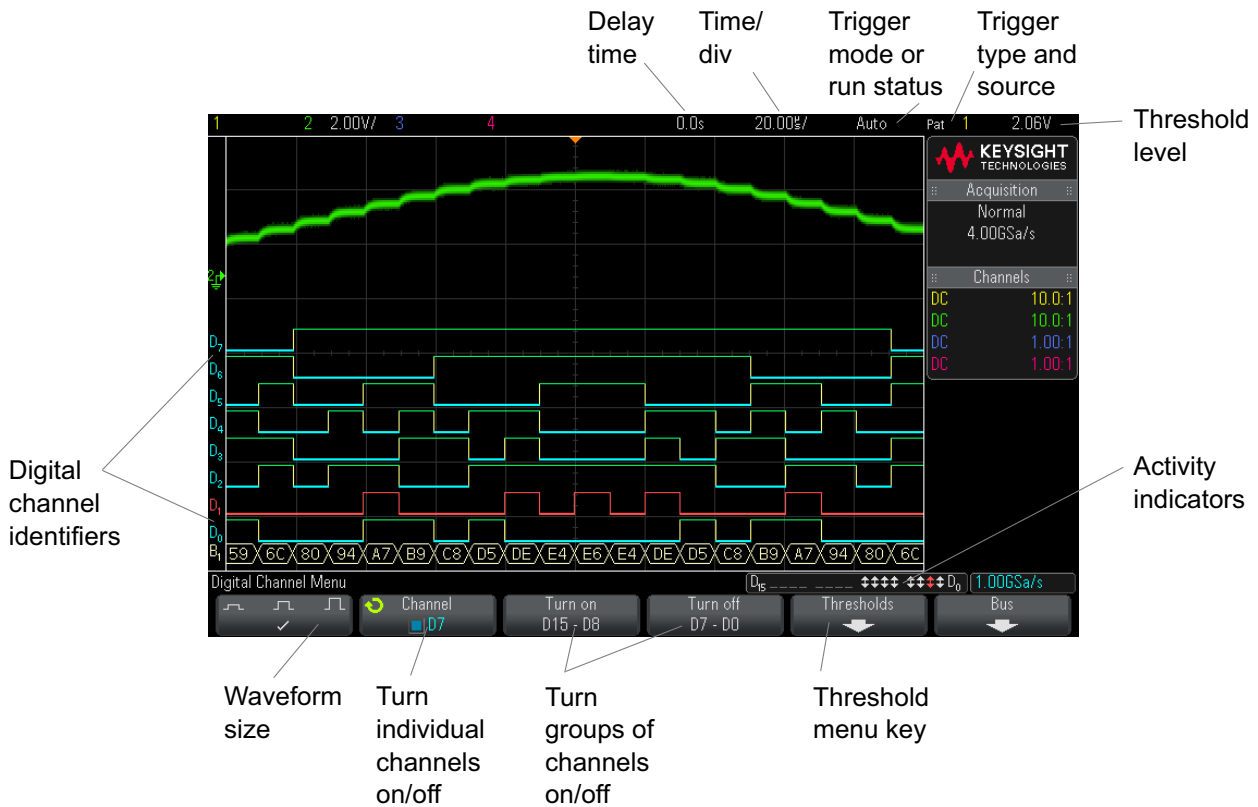 Delay
time
Time/
div
Trigger
mode or
run status
Trigger
type and
source
Threshold
level
1 2 2.00V/ 3 4 0.0s 20.00µs/ Auto Pat 1 2.06V
KEYSIGHT
TECHNOLOGIES
Acquisition
Normal
4.00GSa/s
Channels
DC 10.0:1
DC 10.0:1
DC 1.00:1
DC 1.00:1
2
D7
D6
D5
D4
D3
D2
D1
D0
B1 59 6C 80 94 A7 B9 C8 D5 DE E4 E6 E4 DE D5 C8 B9 A7 94 80 6C
Digital
channel
identifiers
Activity
indicators
Digital Channel Menu
D15 D0 1.00GSa/s
Channel
D7
Turn on
D15 - D8
Turn off
D7 - D0
Thresholds
Bus
Waveform
size
Turn
individual
channels
on/off
Turn
groups of
channels
on/off
Threshold
menu key